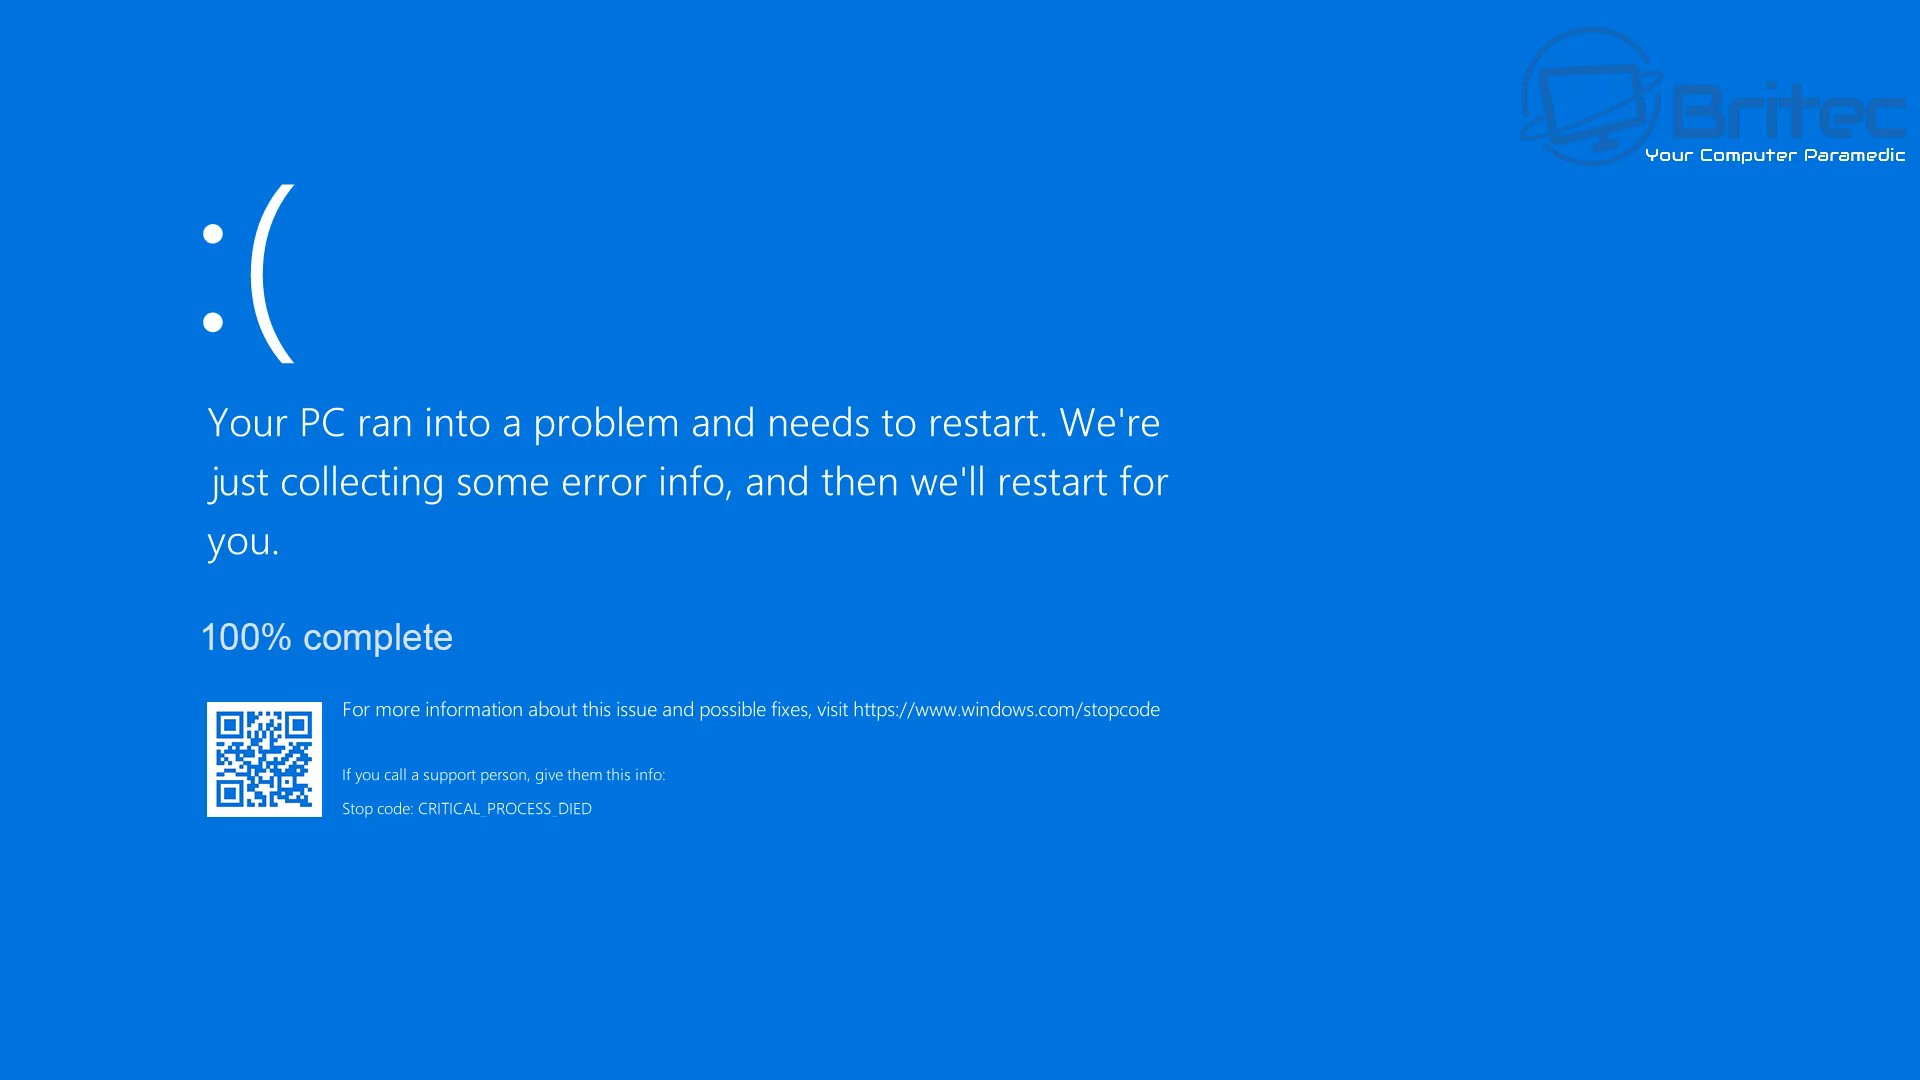 Britec
Your Computer Paramedic
:(
Your PC ran into a problem and needs to restart. We're
just collecting some error info, and then we'll restart for
you.
100% complete
For more information about this issue and possible fixes, visit https://www.windows.com/stopcode
If you call a support person, give them this info:
Stop code: CRITICAL_PROCESS_DIED